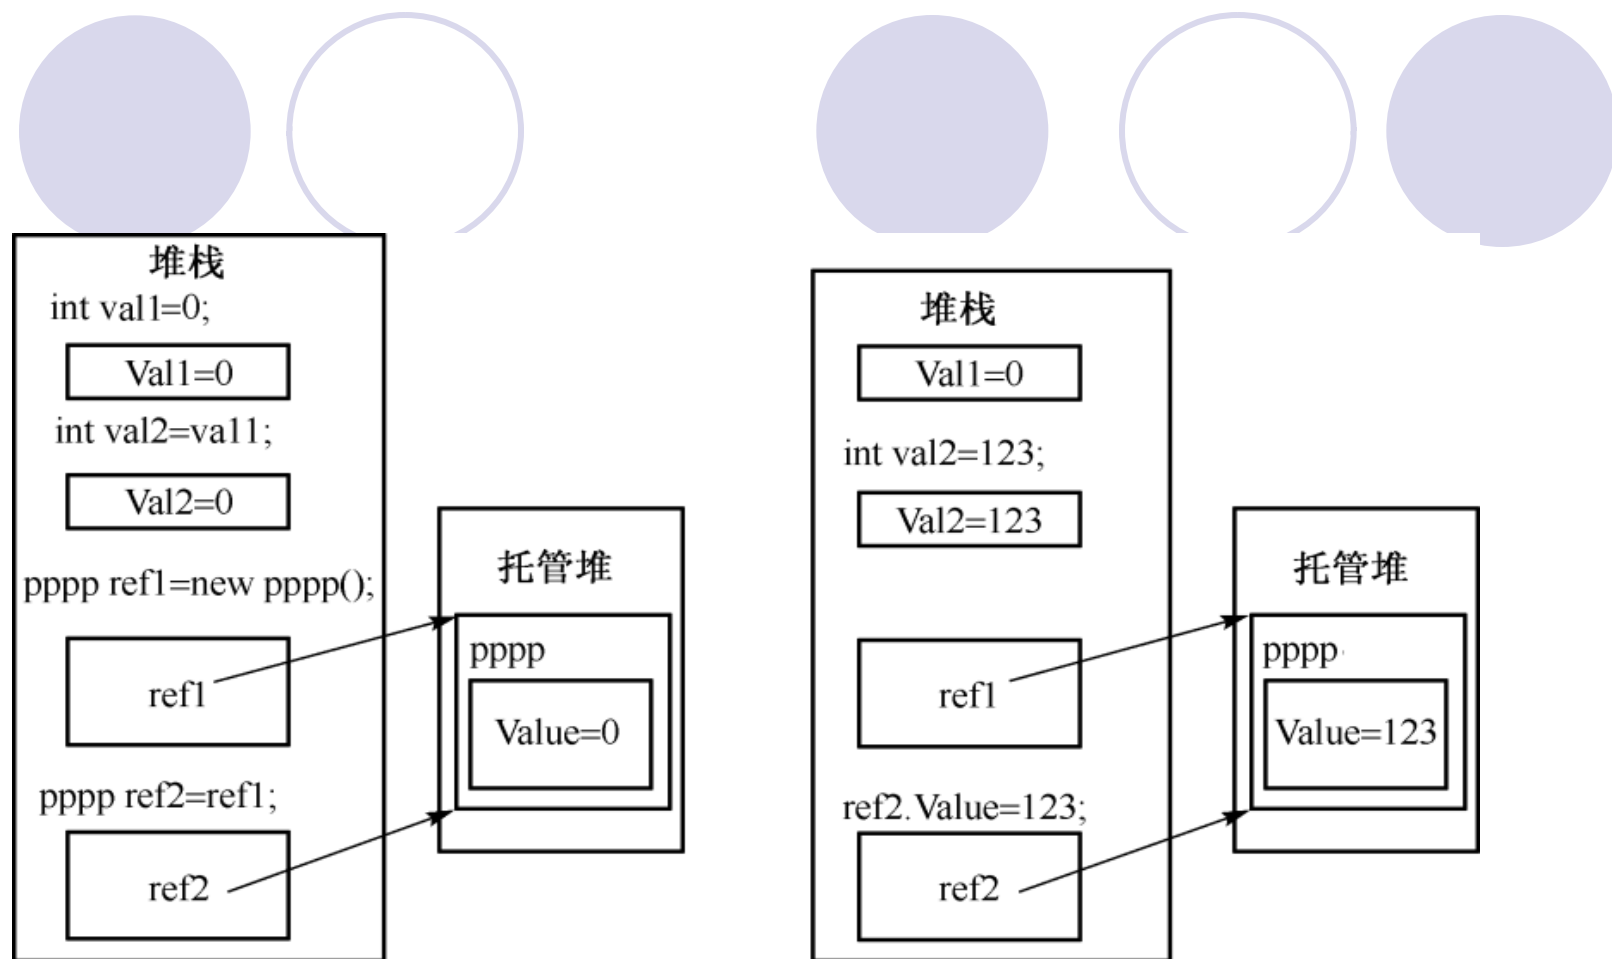 堆栈
int val1=0;
Val1=0
int val2=val1;
Val2=0
pppp ref1=new pppp();
ref1
pppp ref2=ref1;
ref2
托管堆
pppp
Value=0
堆栈
Val1=0
int val2=123;
Val2=123
ref1
ref2.Value=123;
ref2
托管堆
pppp
Value=123